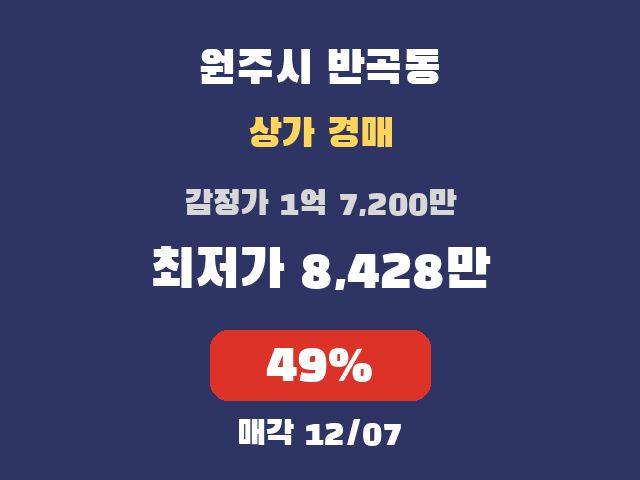 원주시 반곡동
상가 경매
감정가 1억 7,200만
최저가 8,428만
49%
매각 12/07